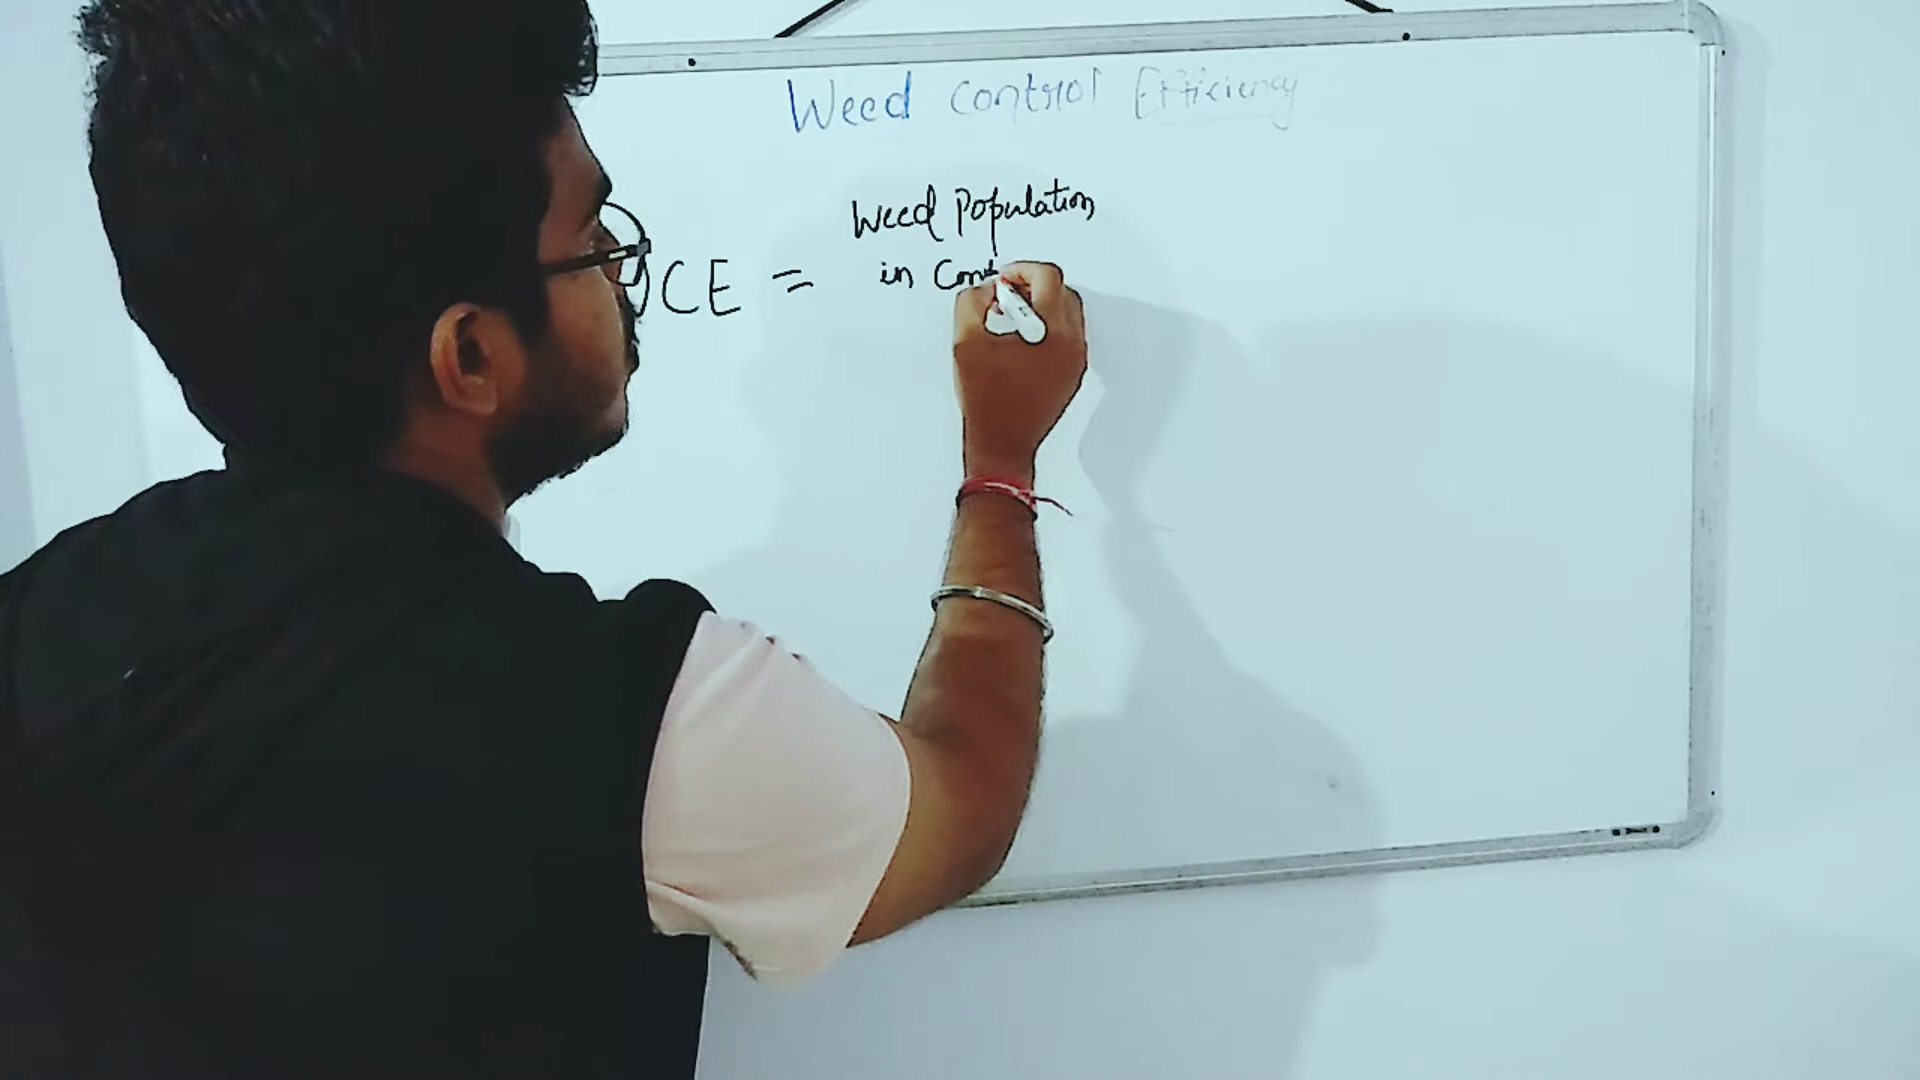 Weed Control Efficiency
Weed Population
CE =
in Cont